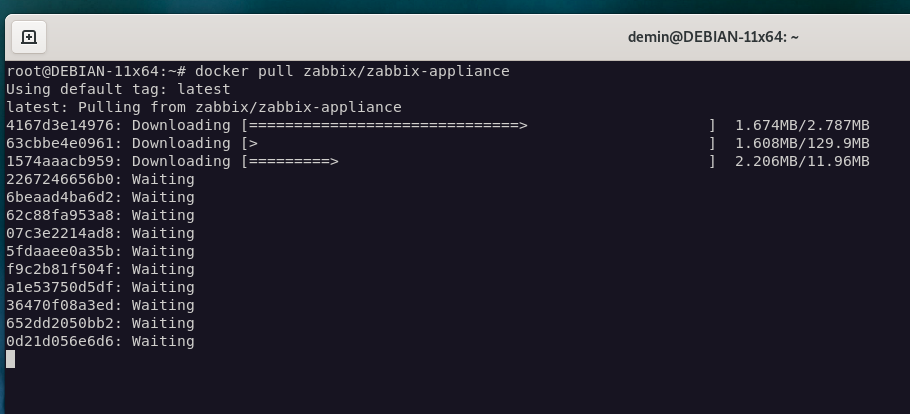 demin@DEBIAN-11x64: ~
root@DEBIAN-11x64:~# docker pull zabbix/zabbix-appliance
Using default tag: latest
latest: Pulling from zabbix/zabbix-appliance
4167d3e14976: Downloading [==============================>                    ]  1.674MB/2.787MB
63cbbe4e0961: Downloading [>                                                  ]  1.608MB/129.9MB
1574aaacb959: Downloading [=========>                                         ]  2.206MB/11.96MB
2267246656b0: Waiting
6beaad4ba6d2: Waiting
62c88fa953a8: Waiting
07c3e2214ad8: Waiting
5fdaaee0a35b: Waiting
f9c2b81f504f: Waiting
a1e53750d5df: Waiting
36470f08a3ed: Waiting
652dd2050bb2: Waiting
0d21d056e6d6: Waiting